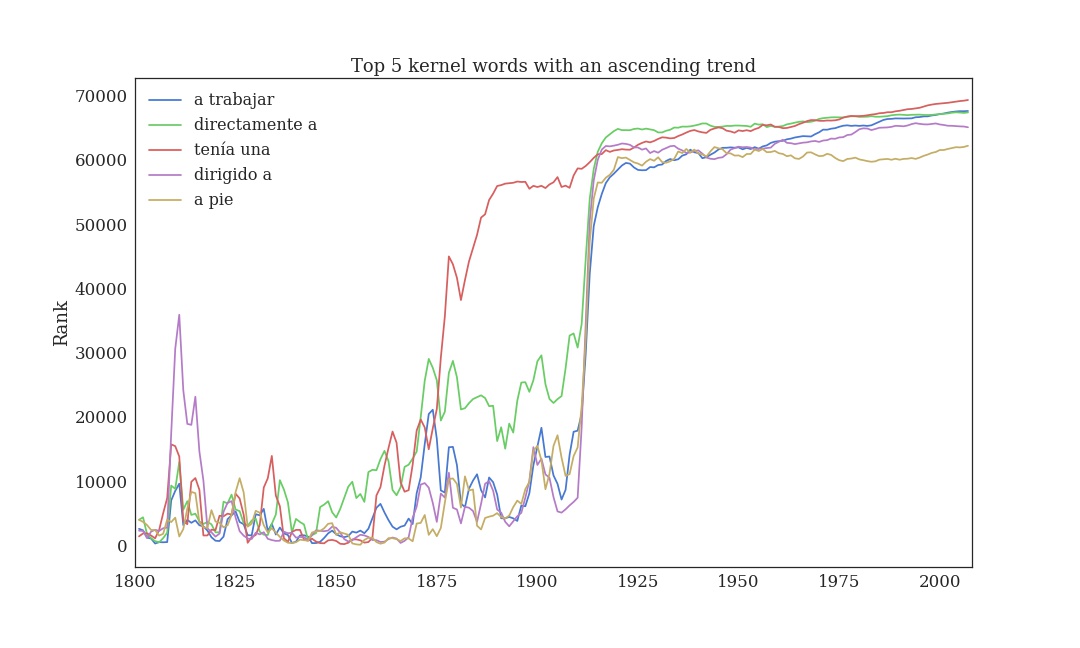 Top 5 kernel words with an ascending trend
70000
60000
50000
40000
30000
20000
10000
0
Rank
a trabajar
directamente a
tenía una
dirigido a
a pie
1800 1825 1850 1875 1900 1925 1950 1975 2000